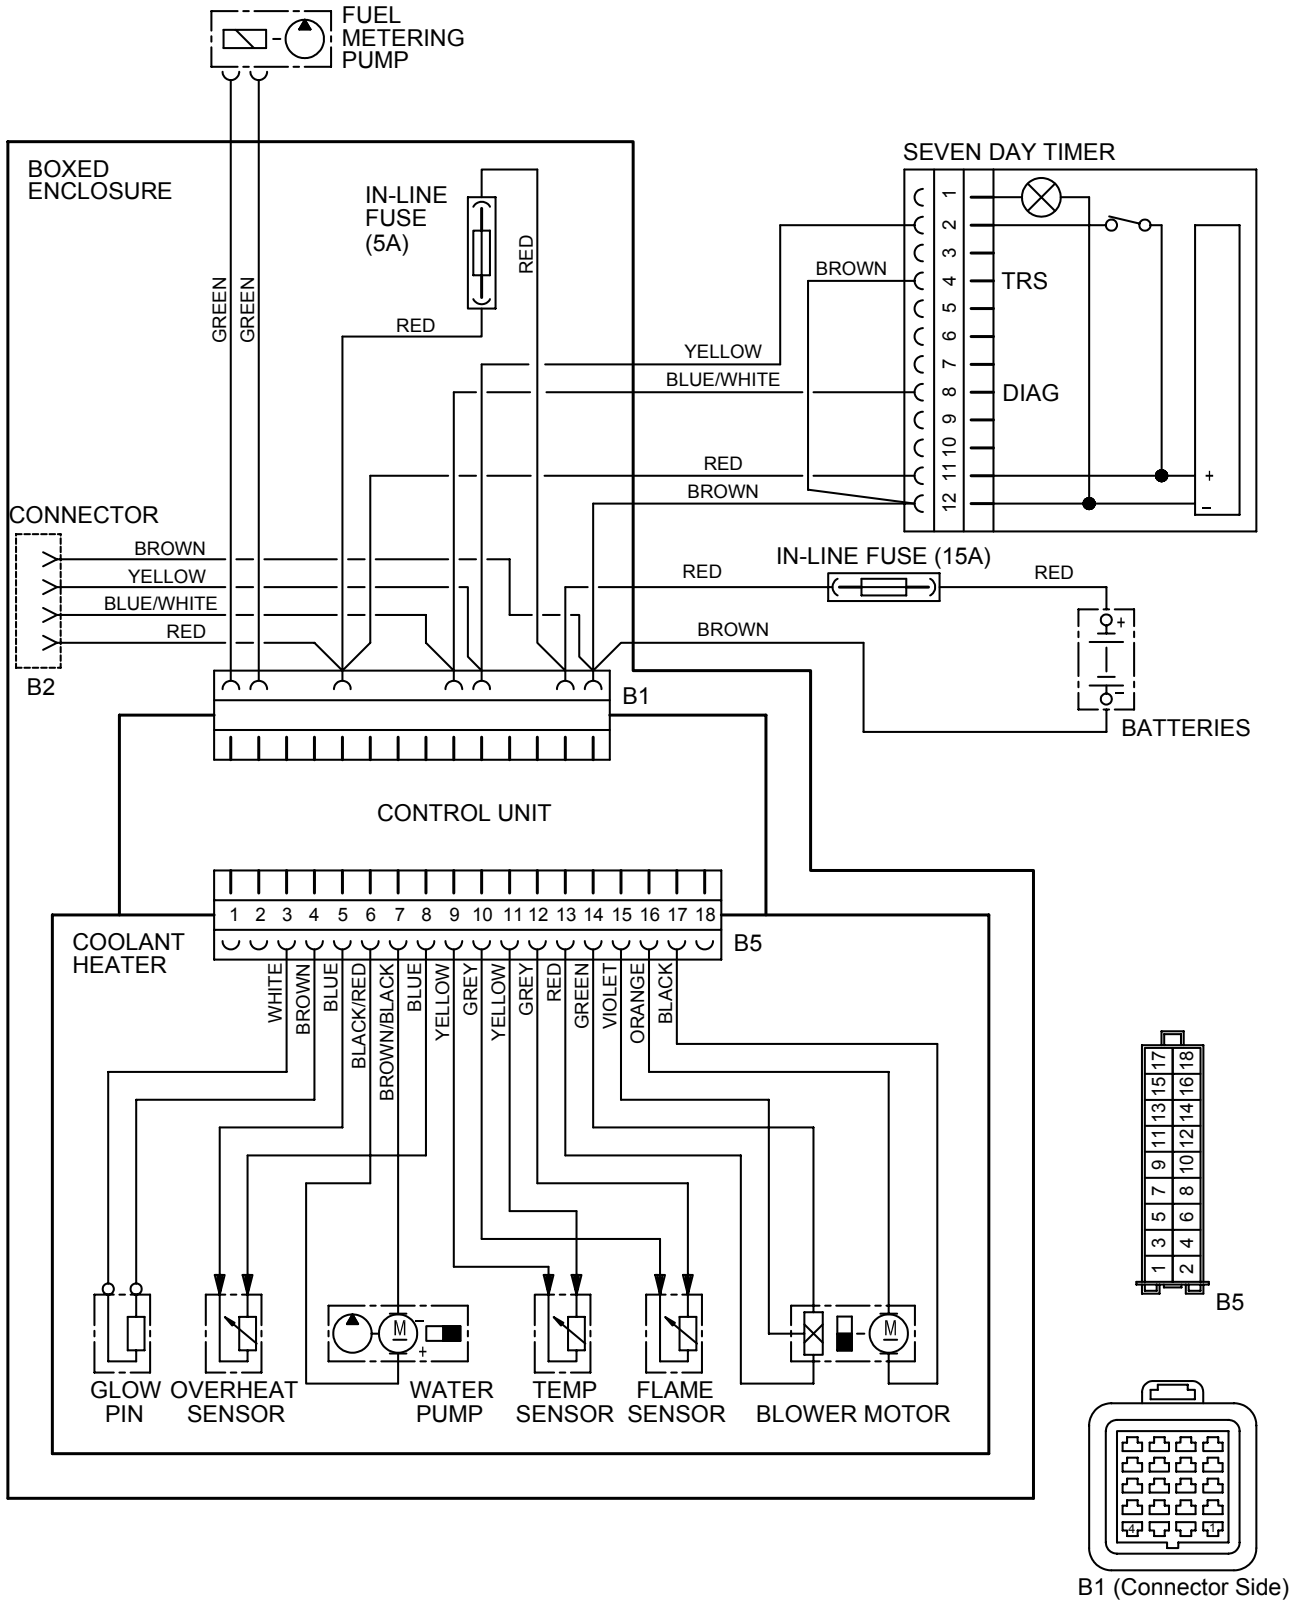 FUEL
METERING
PUMP
BOXED
ENCLOSURE
IN-LINE
FUSE
(5A)
RED
RED
GREEN
GREEN
SEVEN DAY TIMER
1
2
3
4
5
6
7
8
9
10
11
12
TRS
DIAG
+
–
BROWN
YELLOW
BLUE/WHITE
RED
BROWN
CONNECTOR
BROWN
YELLOW
BLUE/WHITE
RED
B2
IN-LINE FUSE (15A)
RED
RED
BROWN
+
–
BATTERIES
B1
CONTROL UNIT
1 2 3 4 5 6 7 8 9 10 11 12 13 14 15 16 17 18
B5
COOLANT
HEATER
WHITE
BROWN
BLUE
BLACK/RED
BROWN/BLACK
BLUE
YELLOW
GREY
YELLOW
GREY
RED
GREEN
VIOLET
ORANGE
BLACK
M
–
+
M
GLOW
PIN
OVERHEAT
SENSOR
WATER
PUMP
TEMP
SENSOR
FLAME
SENSOR
BLOWER MOTOR
17 18
15 16
13 14
11 12
9 10
7 8
5 6
3 4
1 2
B5
4 1
B1 (Connector Side)